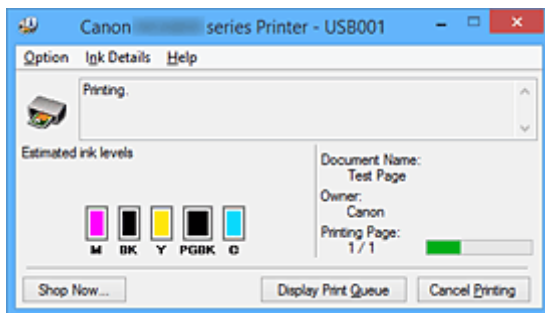 Canon series Printer - USB001
Option Ink Details Help
Printing.
Estimated ink levels
Document Name:
Test Page
Owner:
Canon
Printing Page:
1 / 1
M BK Y PGBK C
Shop Now... Display Print Queue Cancel Printing